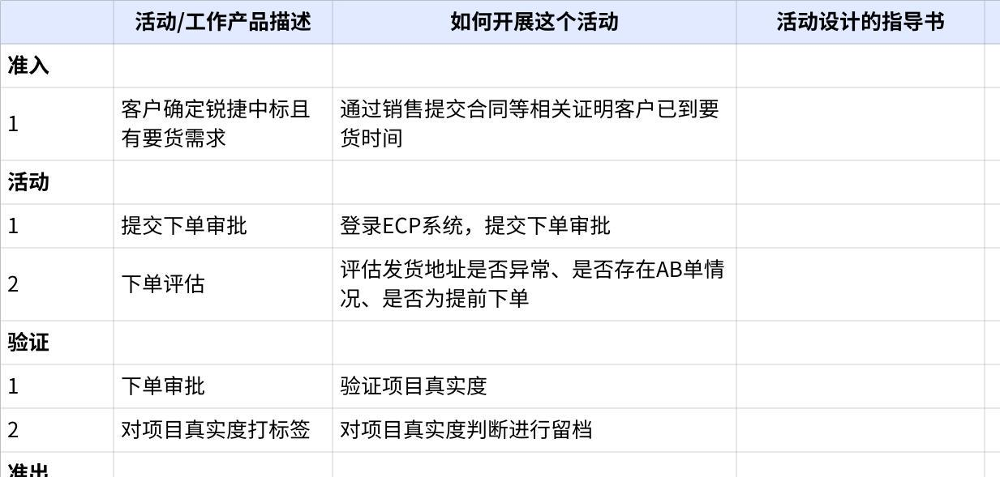 活动/工作产品描述 如何开展这个活动 活动设计的指导书
准入
1 客户确定锐捷中标且 通过销售提交合同等相关证明客户已到要
有要货需求 货时间
活动
1 提交下单审批 登录ECP系统，提交下单审批
2 下单评估 评估发货地址是否异常、是否存在AB单情
况、是否为提前下单
验证
1 下单审批 验证项目真实度
2 对项目真实度打标签 对项目真实度判断进行留档
准出